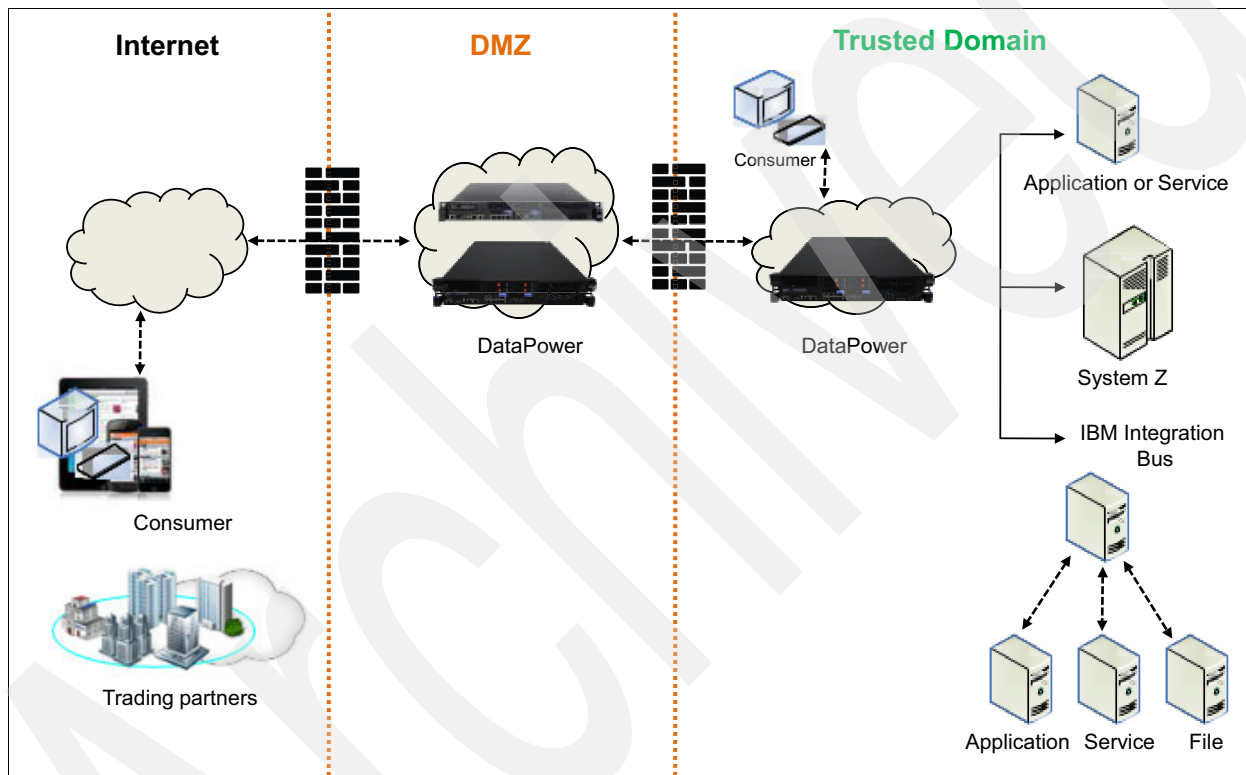 Internet
DMZ
Trusted Domain
Consumer
Application or Service
DataPower
DataPower
System Z
IBM Integration
Bus
Consumer
Trading partners
Application
Service
File
Archived